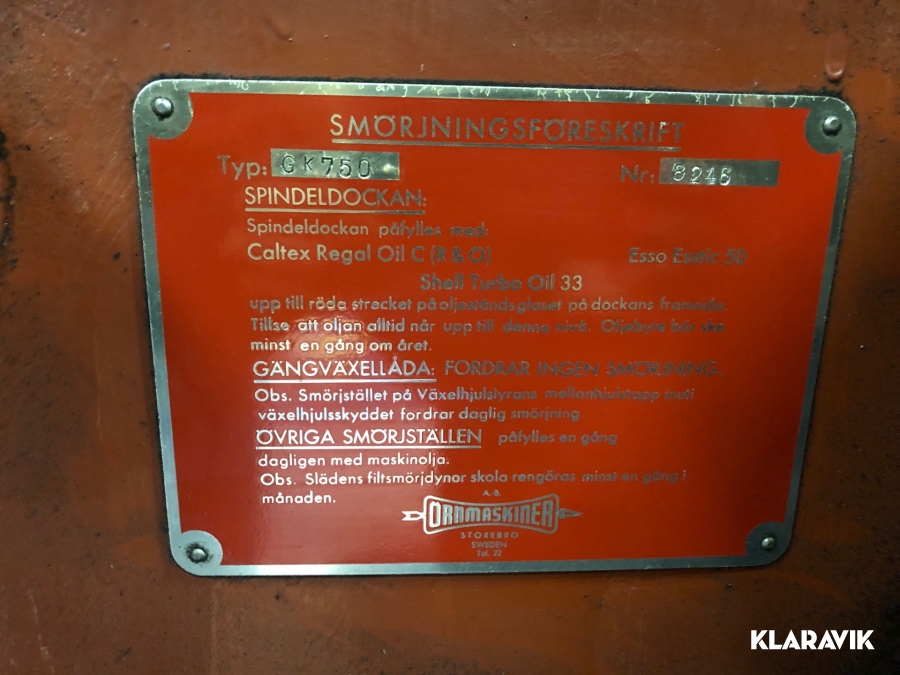 SMÖRJNINGSFÖRESKRIFT
Typ: GK750 Nr: 8246
SPINDELDOCKAN:
Spindeldockan påfylles med:
Caltex Regal Oil C (R & O) Esso Esstic 50
Shell Turbo Oil 33
upp till röda strecket på oljeståndsglaset på dockans framsida.
Tillse att oljan alltid når upp till denna nivå. Oljebyte bör ske
minst en gång om året.
GÄNGVÄXELLÅDA: FORDRAR INGEN SMÖRJNING.
Obs. Smörjstället på Växelhjulstyrans mellanhjulstapp inuti
växelhjulsskyddet fordrar daglig smörjning.
ÖVRIGA SMÖRJSTÄLLEN påfylles en gång
dagligen med maskinolja.
Obs. Slädens filtsmörjdynor skola rengöras minst en gång i
månaden.
A.-B.
ÖRNMASKINER
STOREBRO
SWEDEN
Tel. 22
KLARAVIK